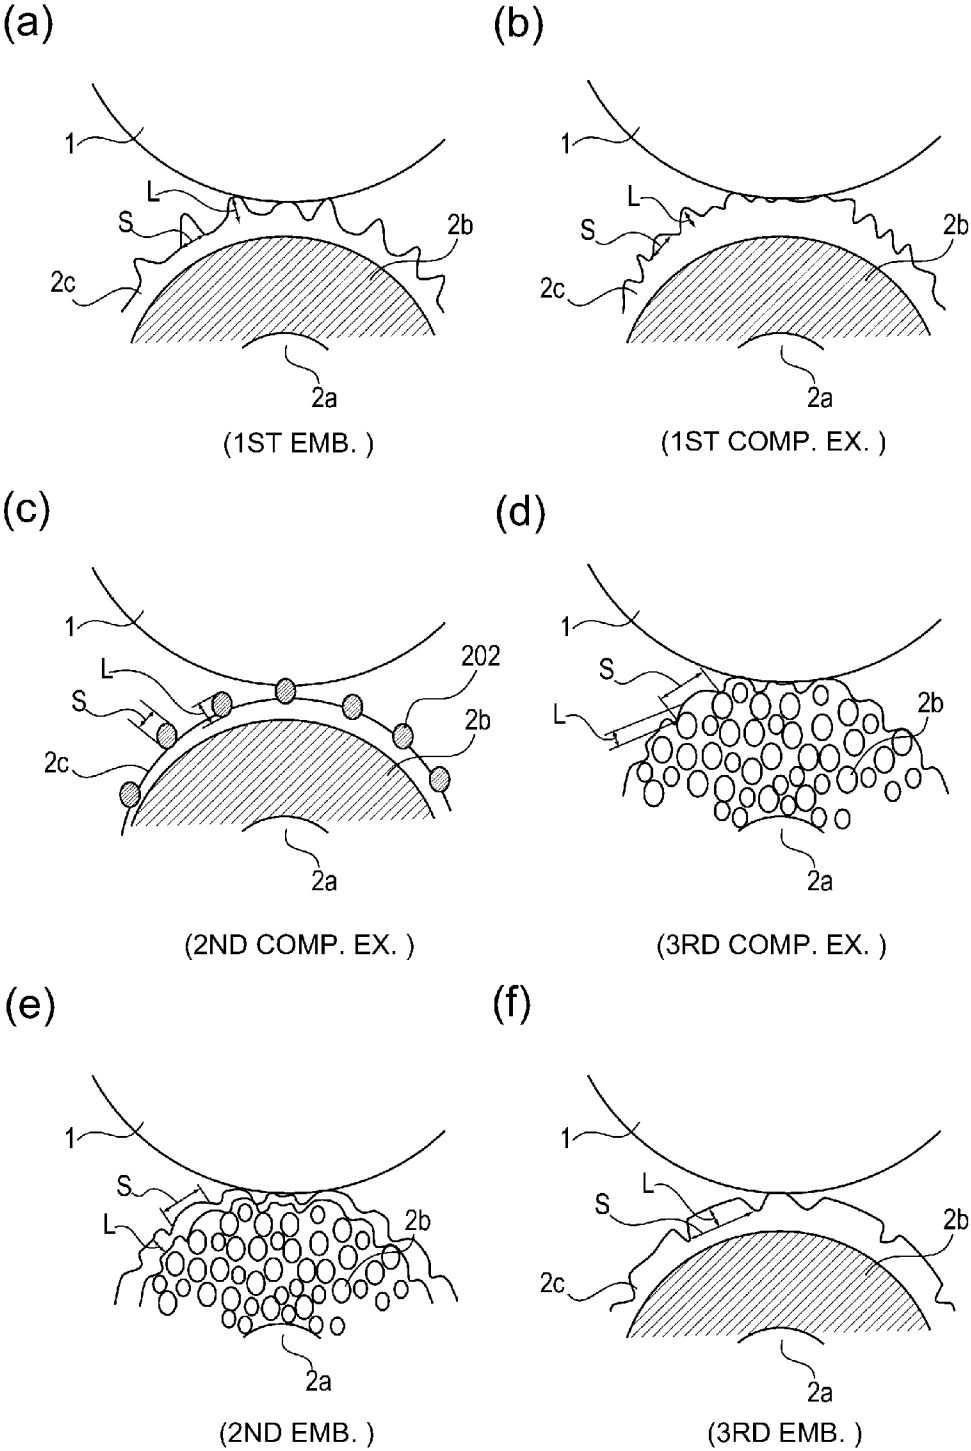 (a)
1
L
S
2b
2c
2a
(1ST EMB. )
(b)
1
L
S
2b
2c
2a
(1ST COMP. EX. )
(c)
1
202
L
S
2b
2c
2a
(2ND COMP. EX. )
(d)
1
S
L
2b
2a
(3RD COMP. EX. )
(e)
1
S
L
2b
2a
(2ND EMB. )
(f)
1
L
S
2b
2c
2a
(3RD EMB. )